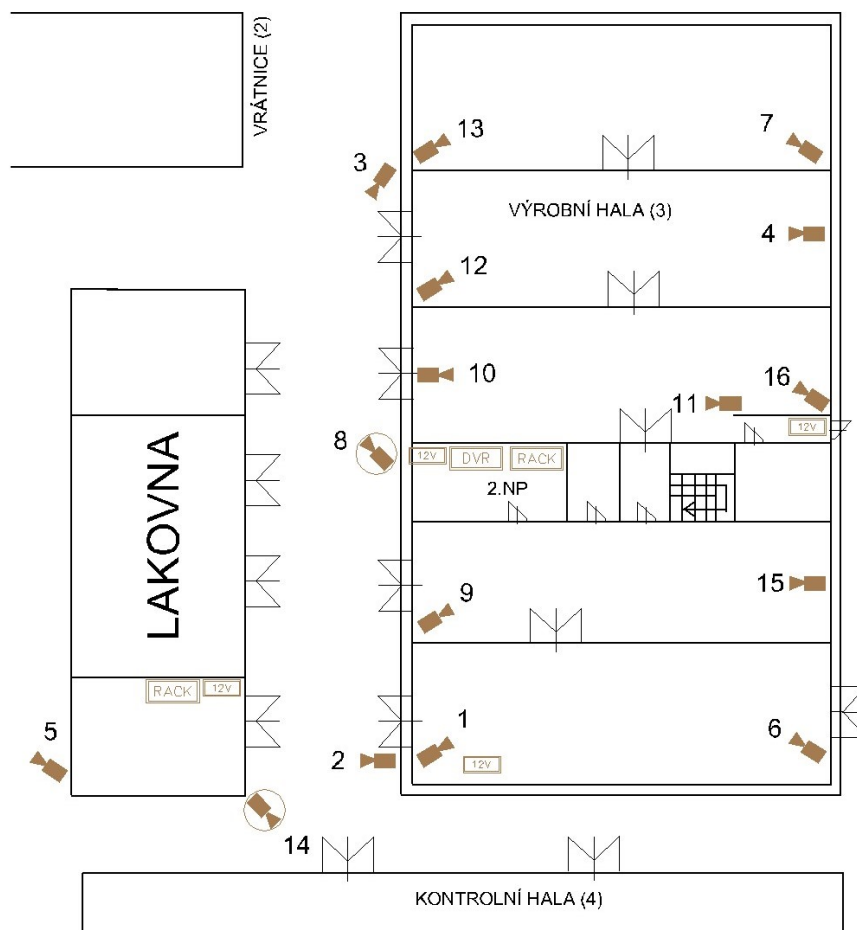 VRÁTNICE (2)
13
7
3
VÝROBNÍ HALA (3)
4
12
10
16
11
12V
8
12V
DVR
RACK
2.NP
LAKOVNA
9
15
RACK
12V
5
1
6
2
12V
14
KONTROLNÍ HALA (4)